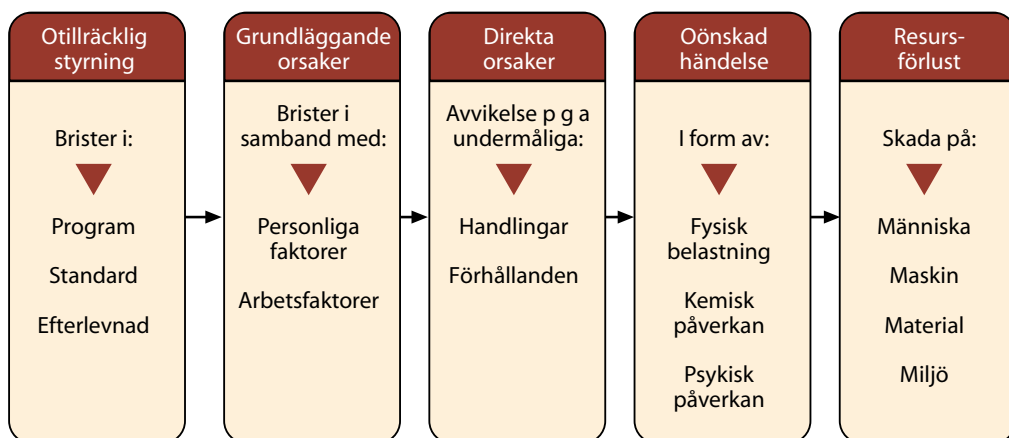 Otillräcklig
styrning
Brister i:
Program
Standard
Efterlevnad
Grundläggande
orsaker
Brister i
samband med:
Personliga
faktorer
Arbetsfaktorer
Direkta
orsaker
Avvikelse p g a
undermåliga:
Handlingar
Förhållanden
Oönskad
händelse
I form av:
Fysisk
belastning
Kemisk
påverkan
Psykisk
påverkan
Resurs-
förlust
Skada på:
Människa
Maskin
Material
Miljö